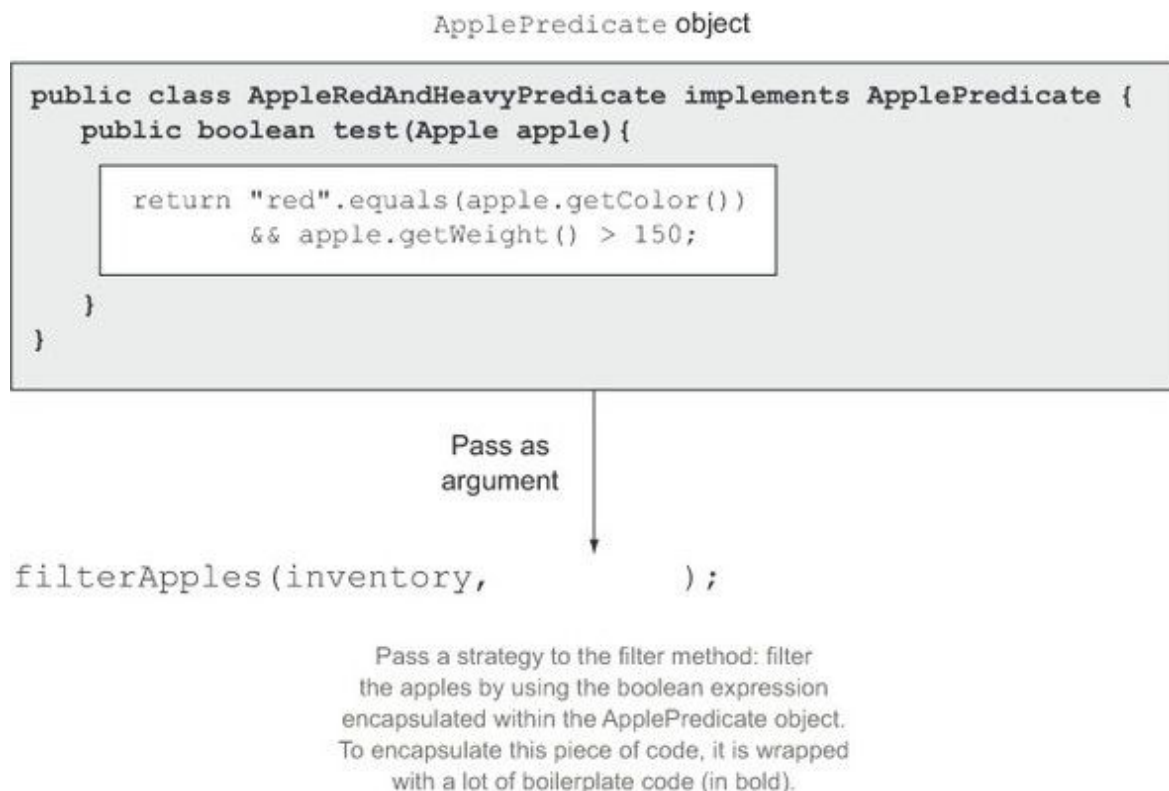 ApplePredicate object
public class AppleRedAndHeavyPredicate implements ApplePredicate {
public boolean test(Apple apple){
return "red".equals(apple.getColor())
&& apple.getWeight() > 150;
}
}
Pass as
argument
filterApples(inventory, );
Pass a strategy to the filter method: filter
the apples by using the boolean expression
encapsulated within the ApplePredicate object.
To encapsulate this piece of code, it is wrapped
with a lot of boilerplate code (in bold).